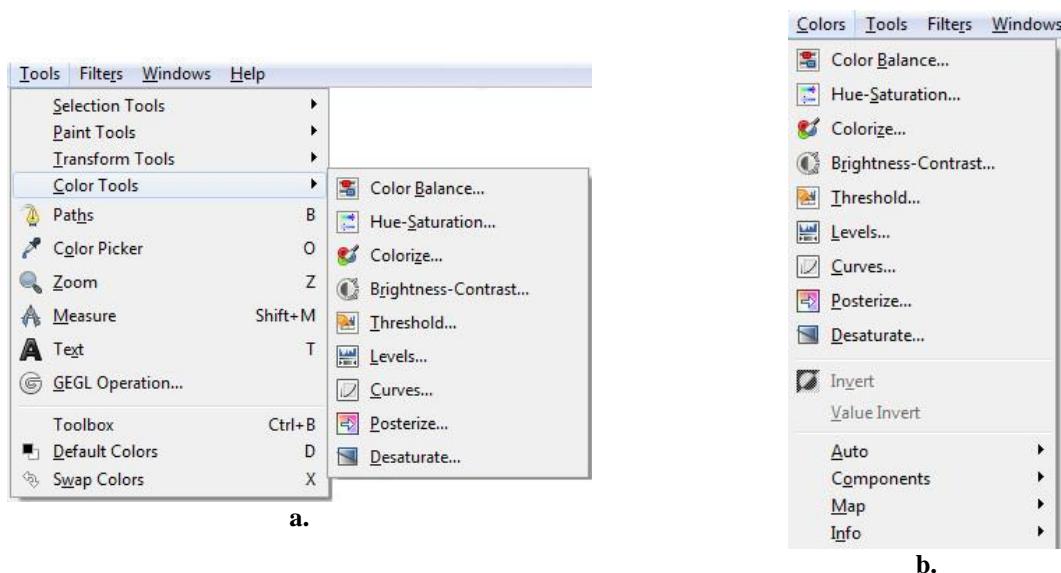 Tools Filters Windows Help
Selection Tools
Paint Tools
Transform Tools
Color Tools
Paths B
Color Picker O
Zoom Z
Measure Shift+M
Text T
GEGL Operation...
Toolbox Ctrl+B
Default Colors D
Swap Colors X
Color Balance...
Hue-Saturation...
Colorize...
Brightness-Contrast...
Threshold...
Levels...
Curves...
Posterize...
Desaturate...
a.
Colors Tools Filters Windows
Color Balance...
Hue-Saturation...
Colorize...
Brightness-Contrast...
Threshold...
Levels...
Curves...
Posterize...
Desaturate...
Invert
Value Invert
Auto
Components
Map
Info
b.